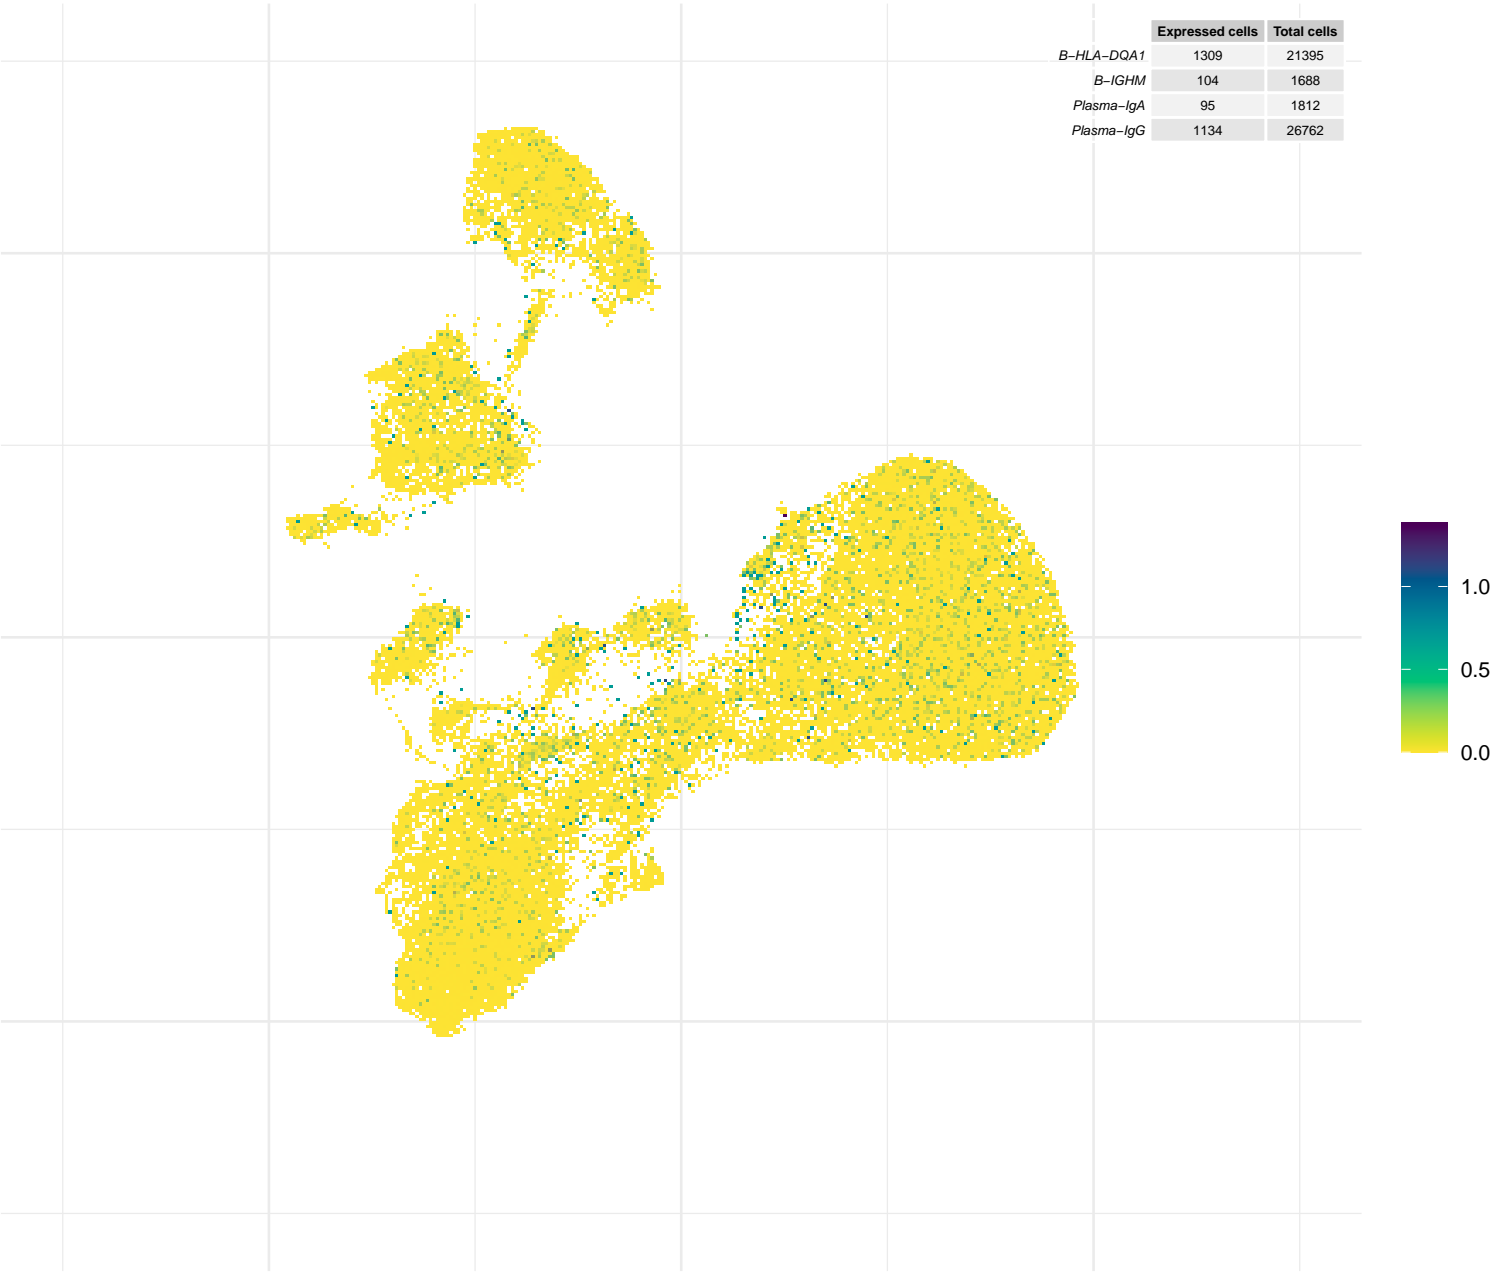 Expressed cells Total cells
B−HLA−DQA1 1309 21395
B−IGHM 104 1688
Plasma−IgA 95 1812
Plasma−IgG 1134 26762
1.0
0.5
0.0